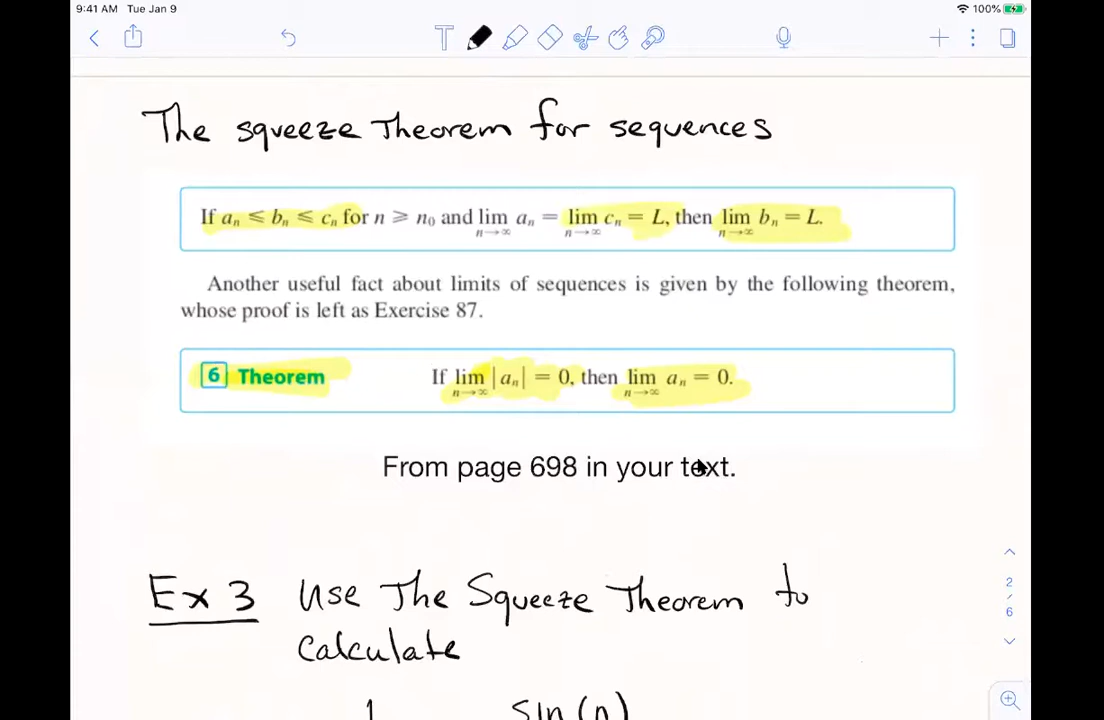 9:41 AM Tue Jan 9
100%
The squeeze Theorem for sequences
If aₙ ≤ bₙ ≤ cₙ for n ≥ n₀ and lim aₙ = lim cₙ = L, then lim bₙ = L.
n→∞ n→∞ n→∞
Another useful fact about limits of sequences is given by the following theorem,
whose proof is left as Exercise 87.
6 Theorem If lim |aₙ| = 0, then lim aₙ = 0.
n→∞ n→∞
From page 698 in your text.
Ex 3 Use The Squeeze Theorem to
calculate
2
/
6
sin(n)